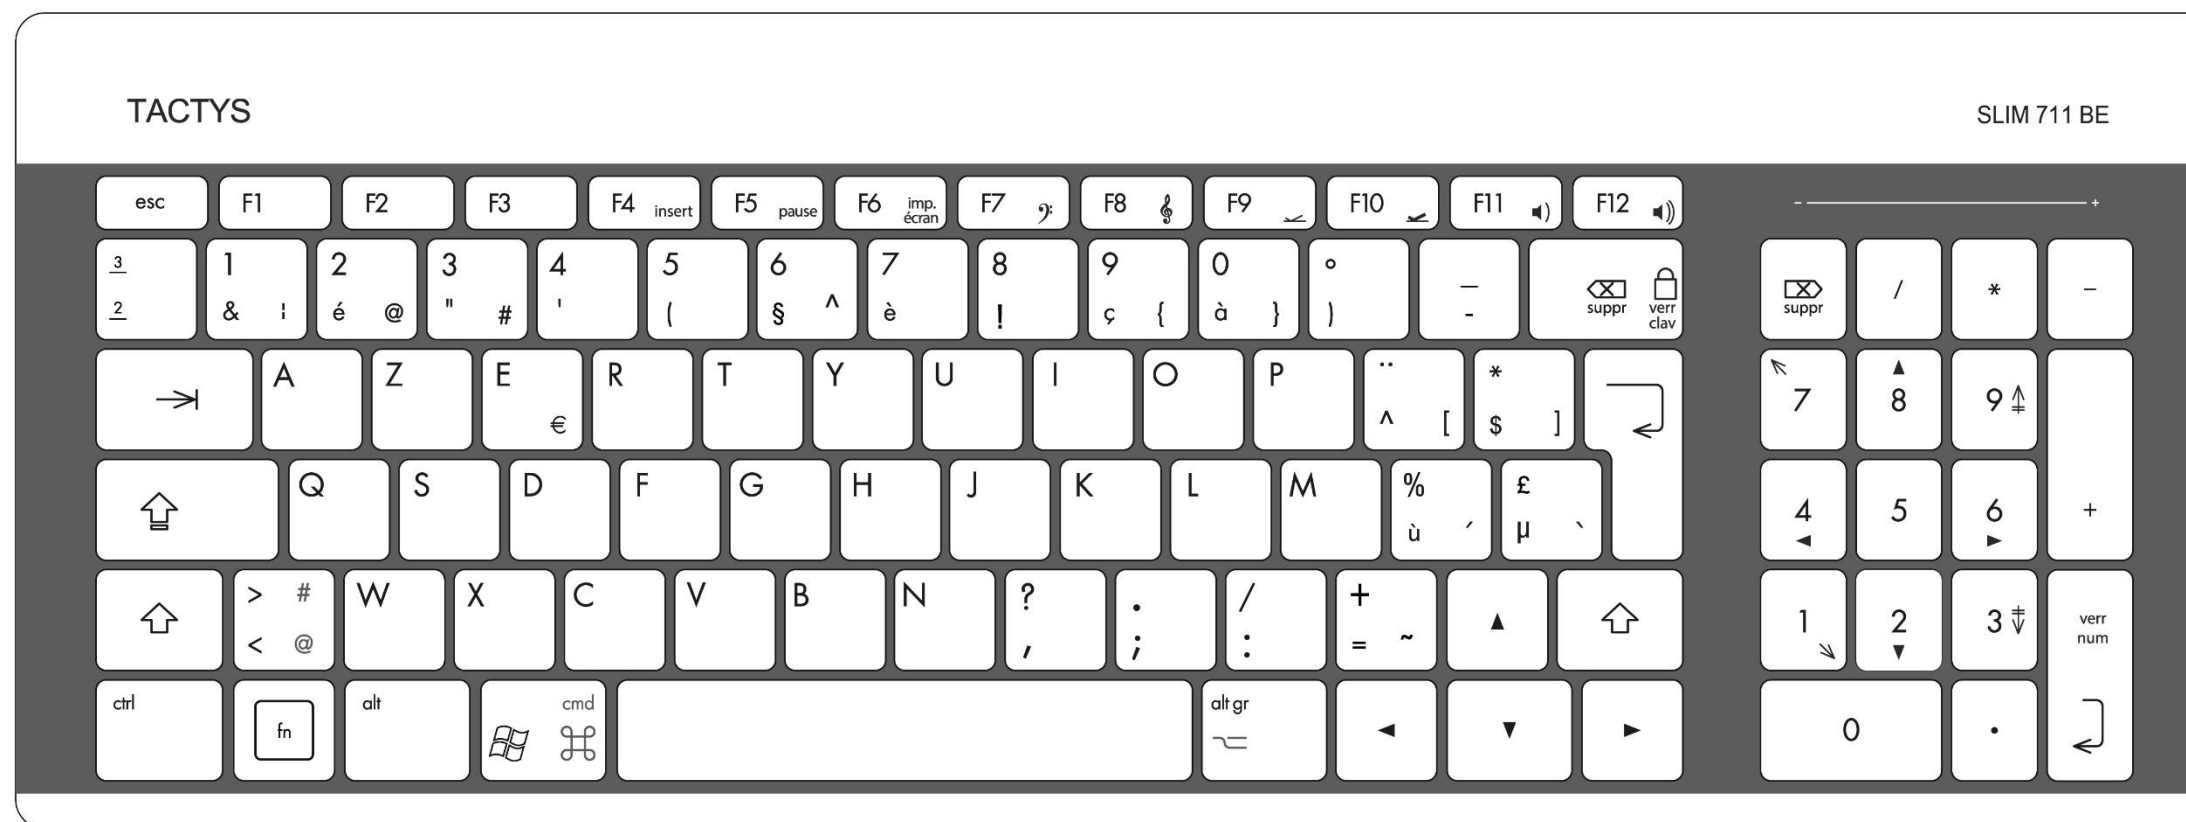 TACTYS
SLIM 711 BE
esc F1 F2 F3 F4 insert F5 pause F6 imp. écran F7 F8 F9 F10 F11 F12 - +
3 1 2 3 4 5 6 7 8 9 0 ° _
2 & ¦ é @ " # ' ( § ^ è ! ç { à } ) - suppr verr clav suppr / * -
A Z E R T Y U I O P ¨ *
€ ^ [ $ ] 7 8 9
Q S D F G H J K L M % £
ù ´ µ ` 4 5 6 +
> # W X C V B N ? . / +
< @ , ; : = ~ 1 2 3 verr num
ctrl fn alt cmd alt gr 0 .